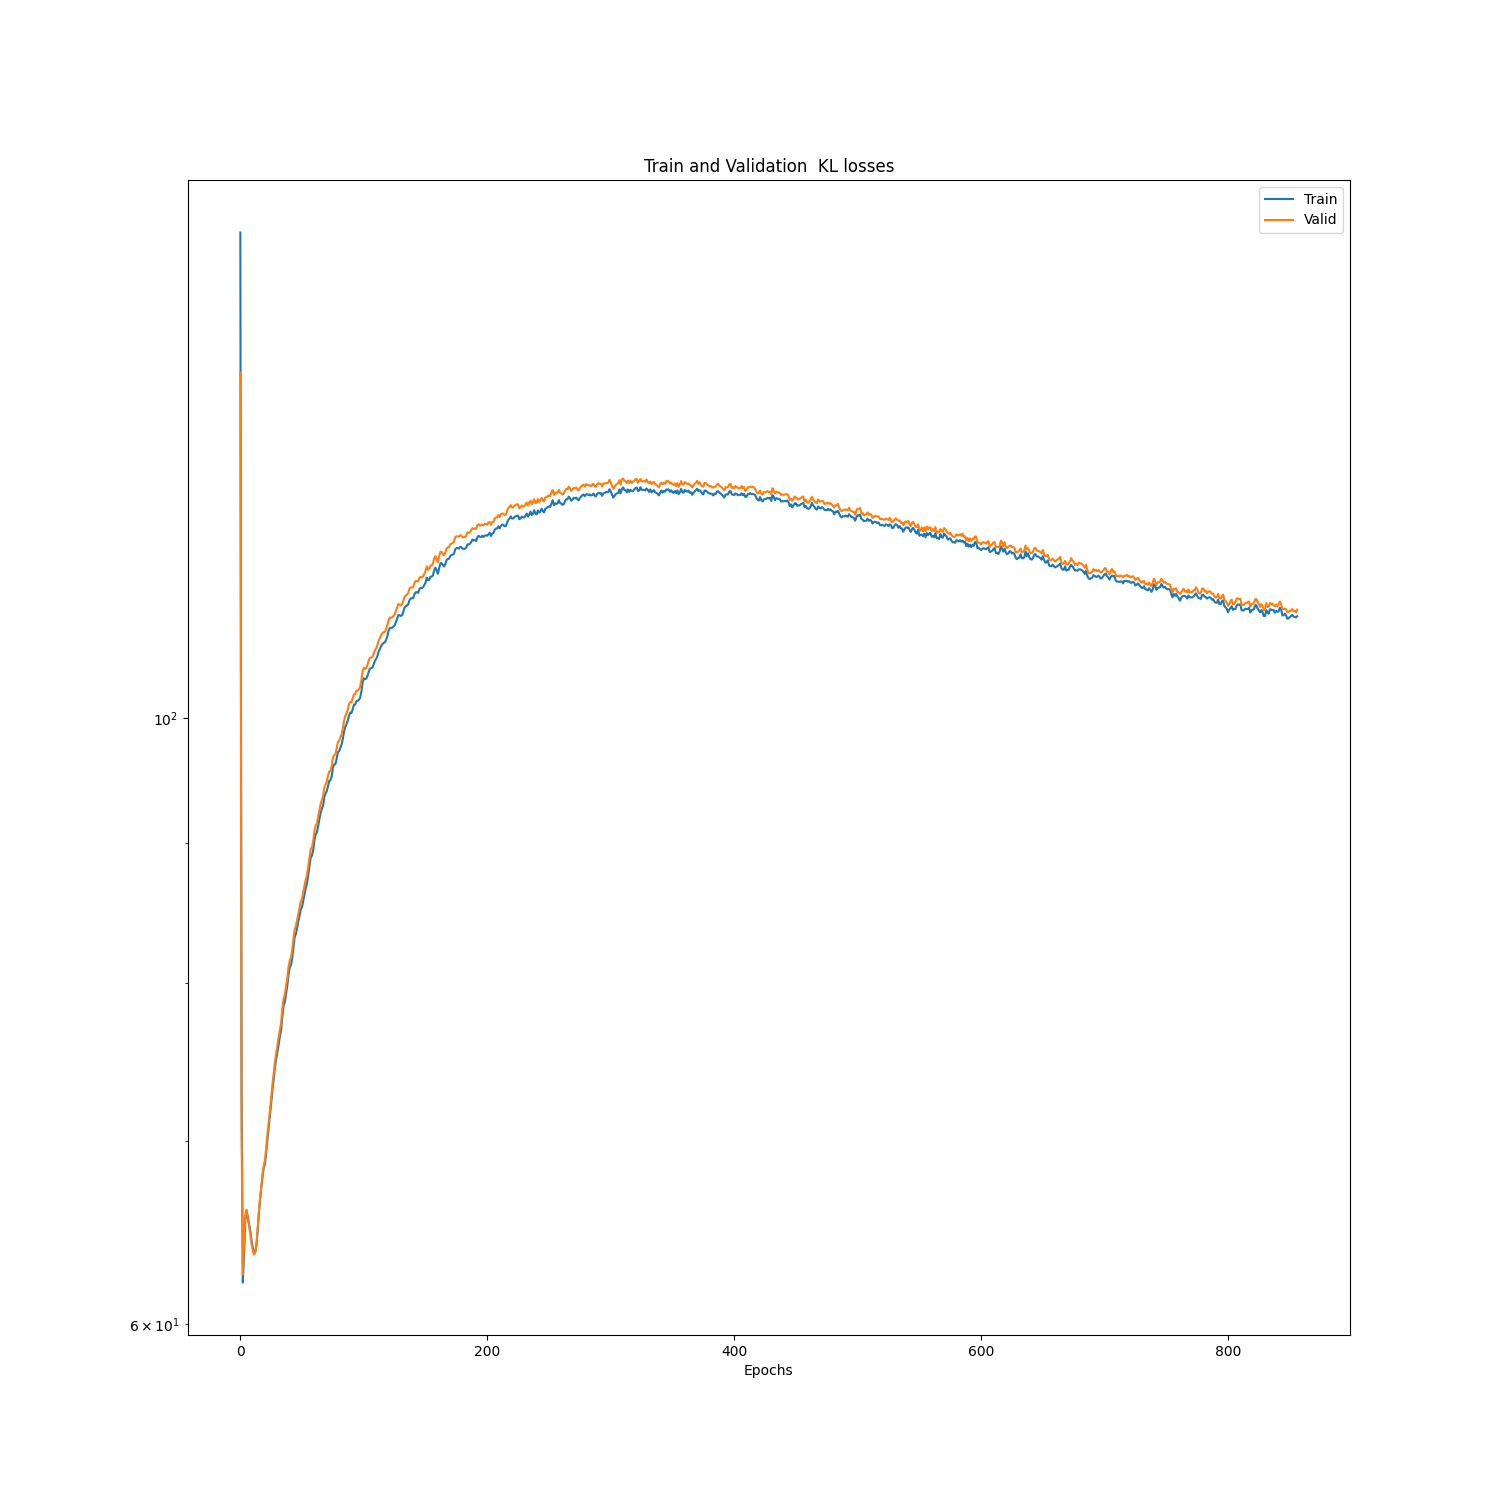 Train and Validation  KL losses
Train
Valid
10²
6 × 10¹
0 200 400 600 800
Epochs